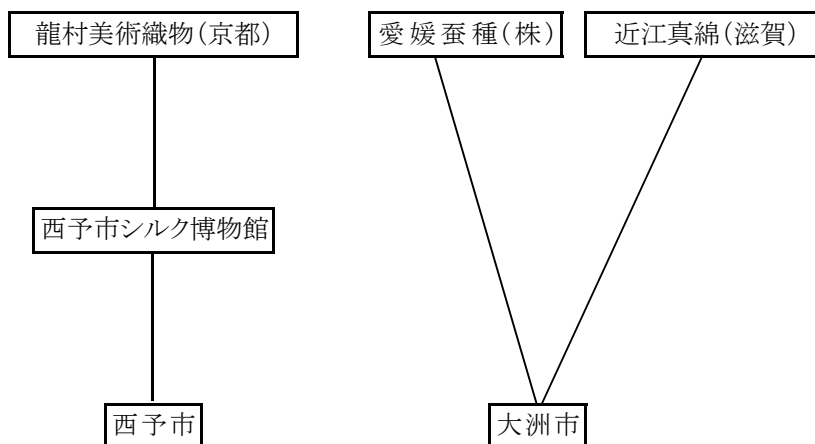 龍村美術織物(京都)
愛媛蚕種(株)
近江真綿(滋賀)
西予市シルク博物館
西予市
大洲市